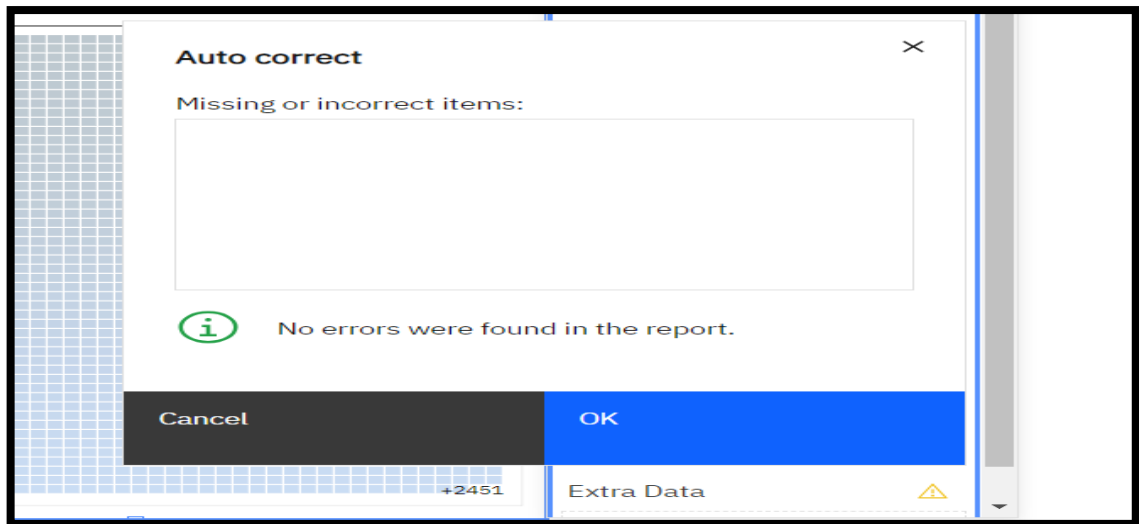 Auto correct
Missing or incorrect items:
No errors were found in the report.
Cancel
OK
+2451
Extra Data